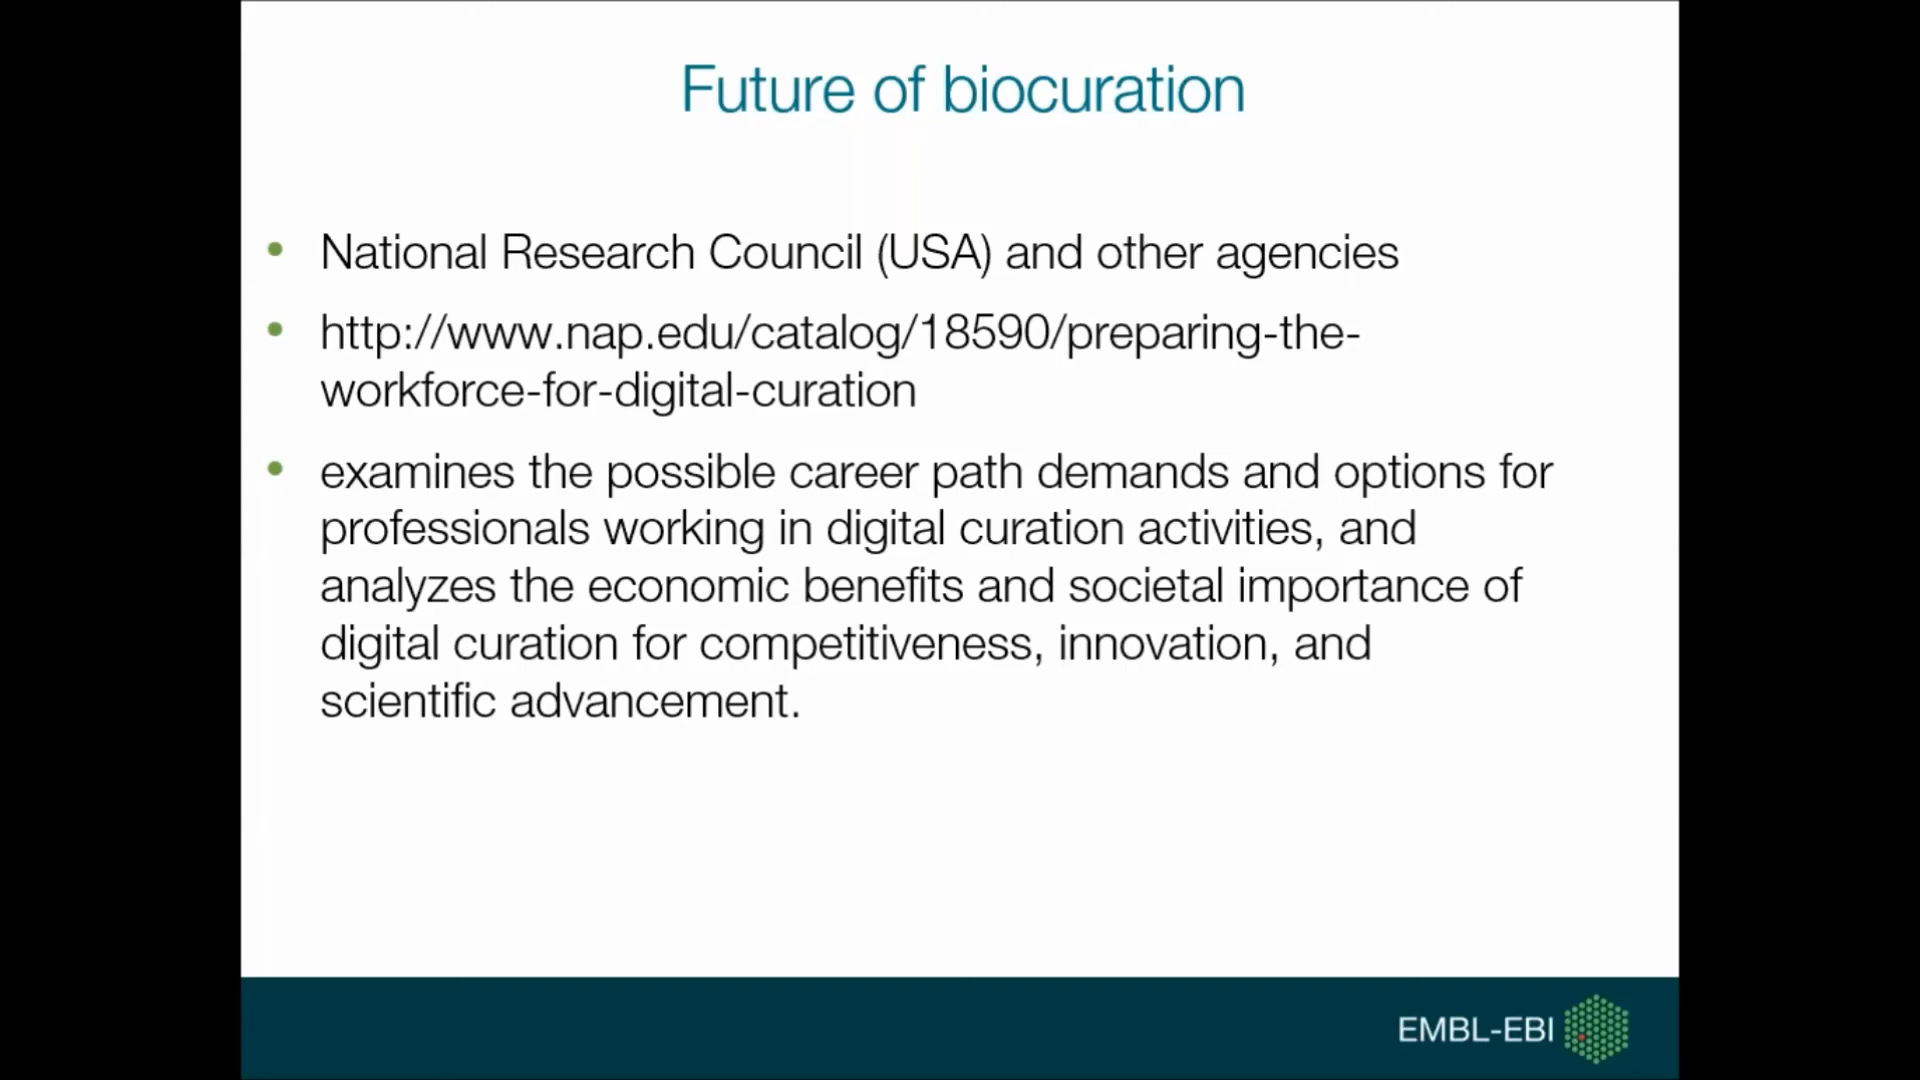 Future of biocuration
• National Research Council (USA) and other agencies
• http://www.nap.edu/catalog/18590/preparing-the-
workforce-for-digital-curation
• examines the possible career path demands and options for
professionals working in digital curation activities, and
analyzes the economic benefits and societal importance of
digital curation for competitiveness, innovation, and
scientific advancement.
EMBL-EBI